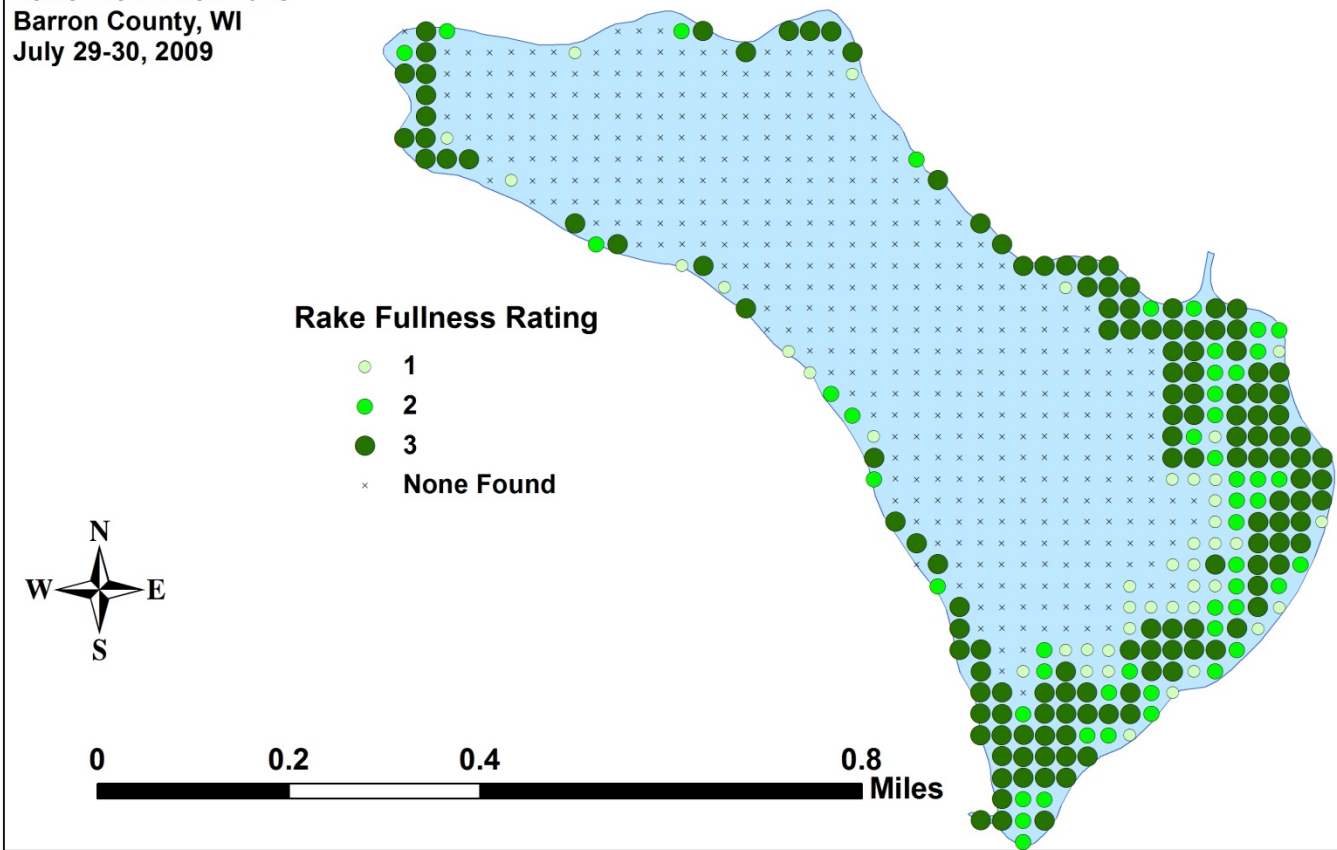 Barron County, WI
July 29-30, 2009
Rake Fullness Rating
1
2
3
None Found
N
W E
S
0 0.2 0.4 0.8
Miles